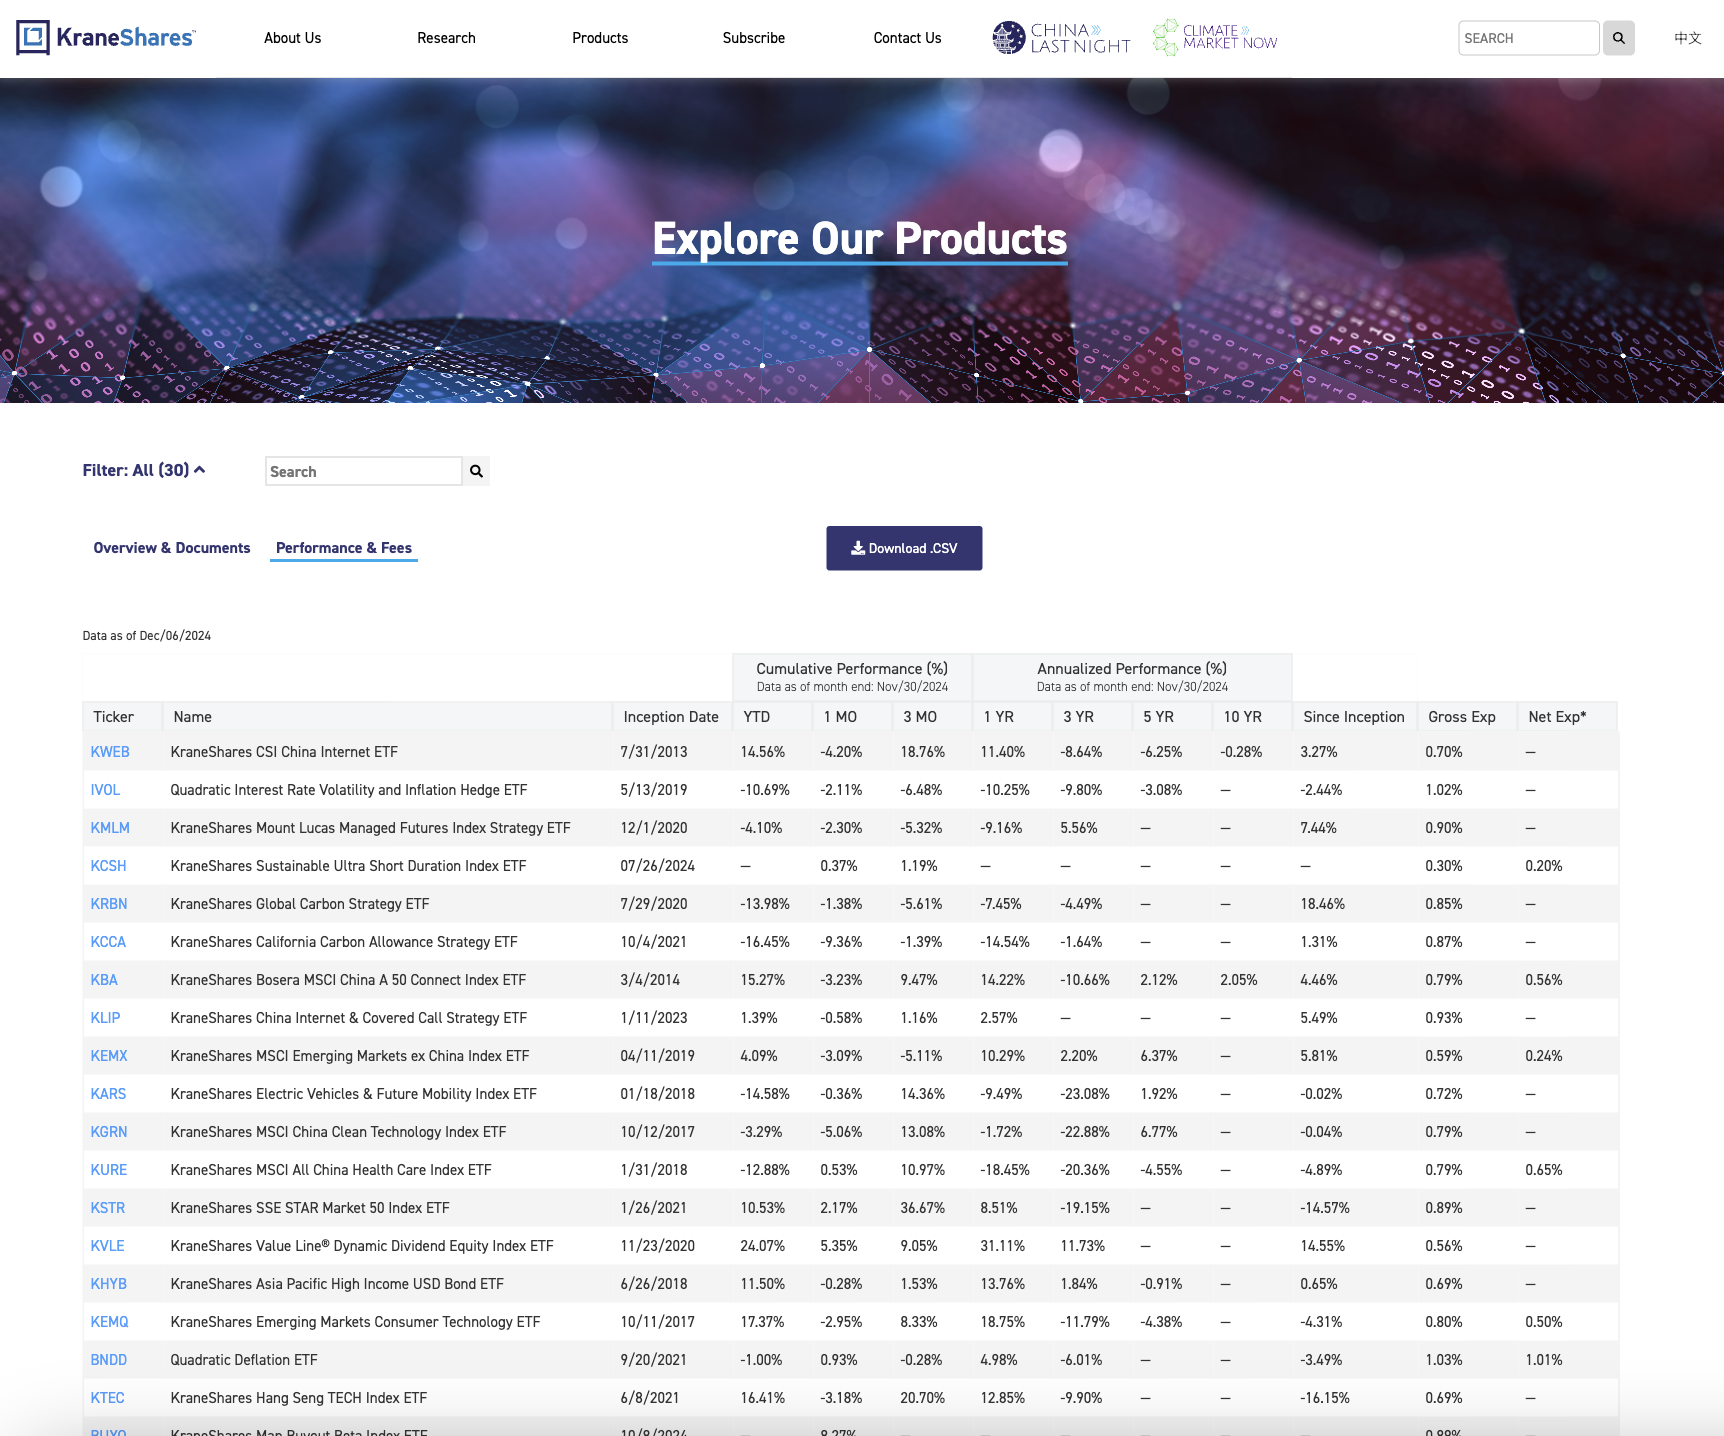 KraneShares™ About Us Research Products Subscribe Contact Us CHINA LAST NIGHT CLIMATE MARKET NOW SEARCH 中文
Explore Our Products
Filter: All (30) Search
Overview & Documents Performance & Fees Download .CSV
Data as of Dec/06/2024
Cumulative Performance (%) Annualized Performance (%)
Data as of month end: Nov/30/2024 Data as of month end: Nov/30/2024
Ticker Name Inception Date YTD 1 MO 3 MO 1 YR 3 YR 5 YR 10 YR Since Inception Gross Exp Net Exp*
KWEB KraneShares CSI China Internet ETF 7/31/2013 14.56% -4.20% 18.76% 11.40% -8.64% -6.25% -0.28% 3.27% 0.70% —
IVOL Quadratic Interest Rate Volatility and Inflation Hedge ETF 5/13/2019 -10.69% -2.11% -6.48% -10.25% -9.80% -3.08% — -2.44% 1.02% —
KMLM KraneShares Mount Lucas Managed Futures Index Strategy ETF 12/1/2020 -4.10% -2.30% -5.32% -9.16% 5.56% — — 7.44% 0.90% —
KCSH KraneShares Sustainable Ultra Short Duration Index ETF 07/26/2024 — 0.37% 1.19% — — — — — 0.30% 0.20%
KRBN KraneShares Global Carbon Strategy ETF 7/29/2020 -13.98% -1.38% -5.61% -7.45% -4.49% — — 18.46% 0.85% —
KCCA KraneShares California Carbon Allowance Strategy ETF 10/4/2021 -16.45% -9.36% -1.39% -14.54% -1.64% — — 1.31% 0.87% —
KBA KraneShares Bosera MSCI China A 50 Connect Index ETF 3/4/2014 15.27% -3.23% 9.47% 14.22% -10.66% 2.12% 2.05% 4.46% 0.79% 0.56%
KLIP KraneShares China Internet & Covered Call Strategy ETF 1/11/2023 1.39% -0.58% 1.16% 2.57% — — — 5.49% 0.93% —
KEMX KraneShares MSCI Emerging Markets ex China Index ETF 04/11/2019 4.09% -3.09% -5.11% 10.29% 2.20% 6.37% — 5.81% 0.59% 0.24%
KARS KraneShares Electric Vehicles & Future Mobility Index ETF 01/18/2018 -14.58% -0.36% 14.36% -9.49% -23.08% 1.92% — -0.02% 0.72% —
KGRN KraneShares MSCI China Clean Technology Index ETF 10/12/2017 -3.29% -5.06% 13.08% -1.72% -22.88% 6.77% — -0.04% 0.79% —
KURE KraneShares MSCI All China Health Care Index ETF 1/31/2018 -12.88% 0.53% 10.97% -18.45% -20.36% -4.55% — -4.89% 0.79% 0.65%
KSTR KraneShares SSE STAR Market 50 Index ETF 1/26/2021 10.53% 2.17% 36.67% 8.51% -19.15% — — -14.57% 0.89% —
KVLE KraneShares Value Line® Dynamic Dividend Equity Index ETF 11/23/2020 24.07% 5.35% 9.05% 31.11% 11.73% — — 14.55% 0.56% —
KHYB KraneShares Asia Pacific High Income USD Bond ETF 6/26/2018 11.50% -0.28% 1.53% 13.76% 1.84% -0.91% — 0.65% 0.69% —
KEMQ KraneShares Emerging Markets Consumer Technology ETF 10/11/2017 17.37% -2.95% 8.33% 18.75% -11.79% -4.38% — -4.31% 0.80% 0.50%
BNDD Quadratic Deflation ETF 9/20/2021 -1.00% 0.93% -0.28% 4.98% -6.01% — — -3.49% 1.03% 1.01%
KTEC KraneShares Hang Seng TECH Index ETF 6/8/2021 16.41% -3.18% 20.70% 12.85% -9.90% — — -16.15% 0.69% —
BUYO KraneShares Man Buyout Beta Index ETF 10/8/2024 — 8.27% — — — — — — 0.89% —